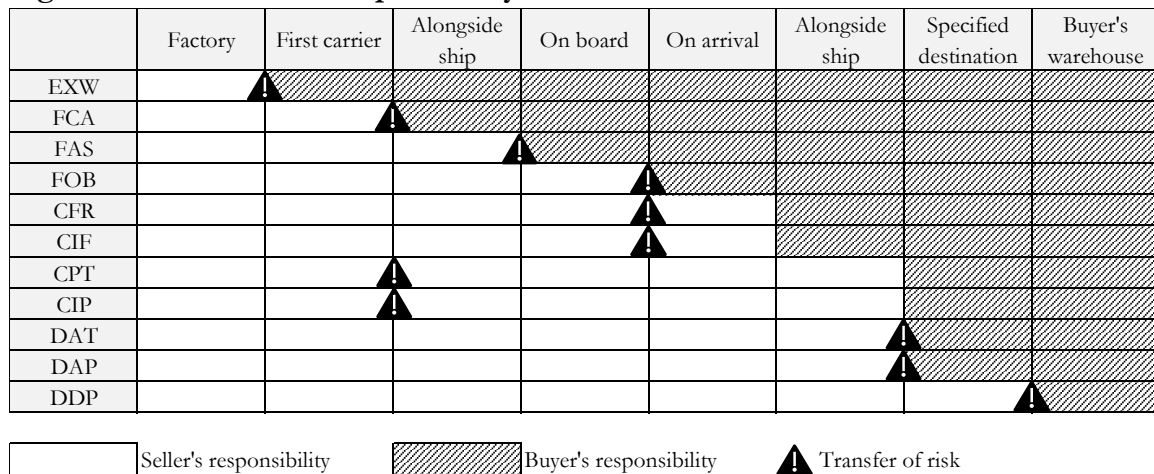 Factory First carrier Alongside ship On board On arrival Alongside ship Specified destination Buyer's warehouse
EXW
FCA
FAS
FOB
CFR
CIF
CPT
CIP
DAT
DAP
DDP
Seller's responsibility Buyer's responsibility Transfer of risk